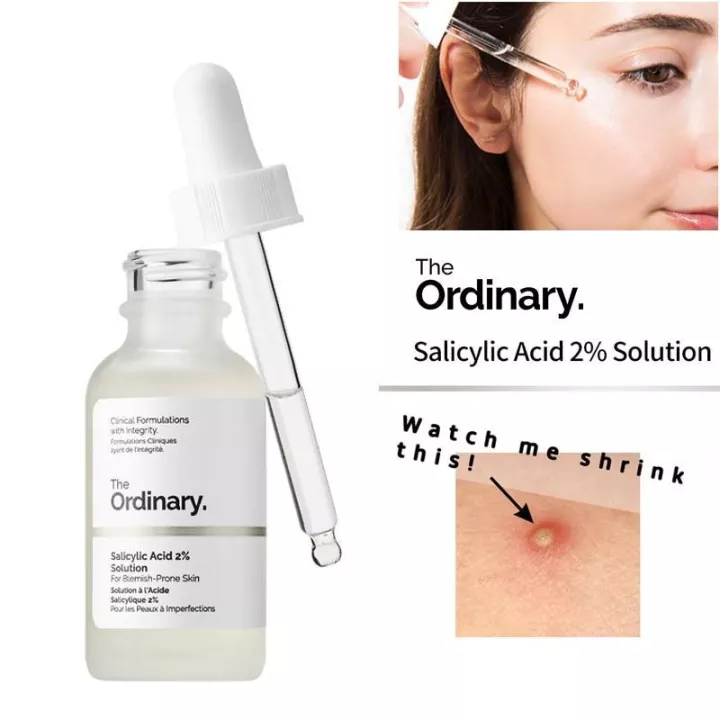 Clinical Formulations
with Integrity.
Formulations Cliniques
ayant de l'intégrité.
The
Ordinary.
Salicylic Acid 2%
Solution
For Blemish-Prone Skin
Solution à l'Acide
Salicylique 2%
Pour les Peaux à Imperfections
The
Ordinary.
Salicylic Acid 2% Solution
Watch me shrink
this!